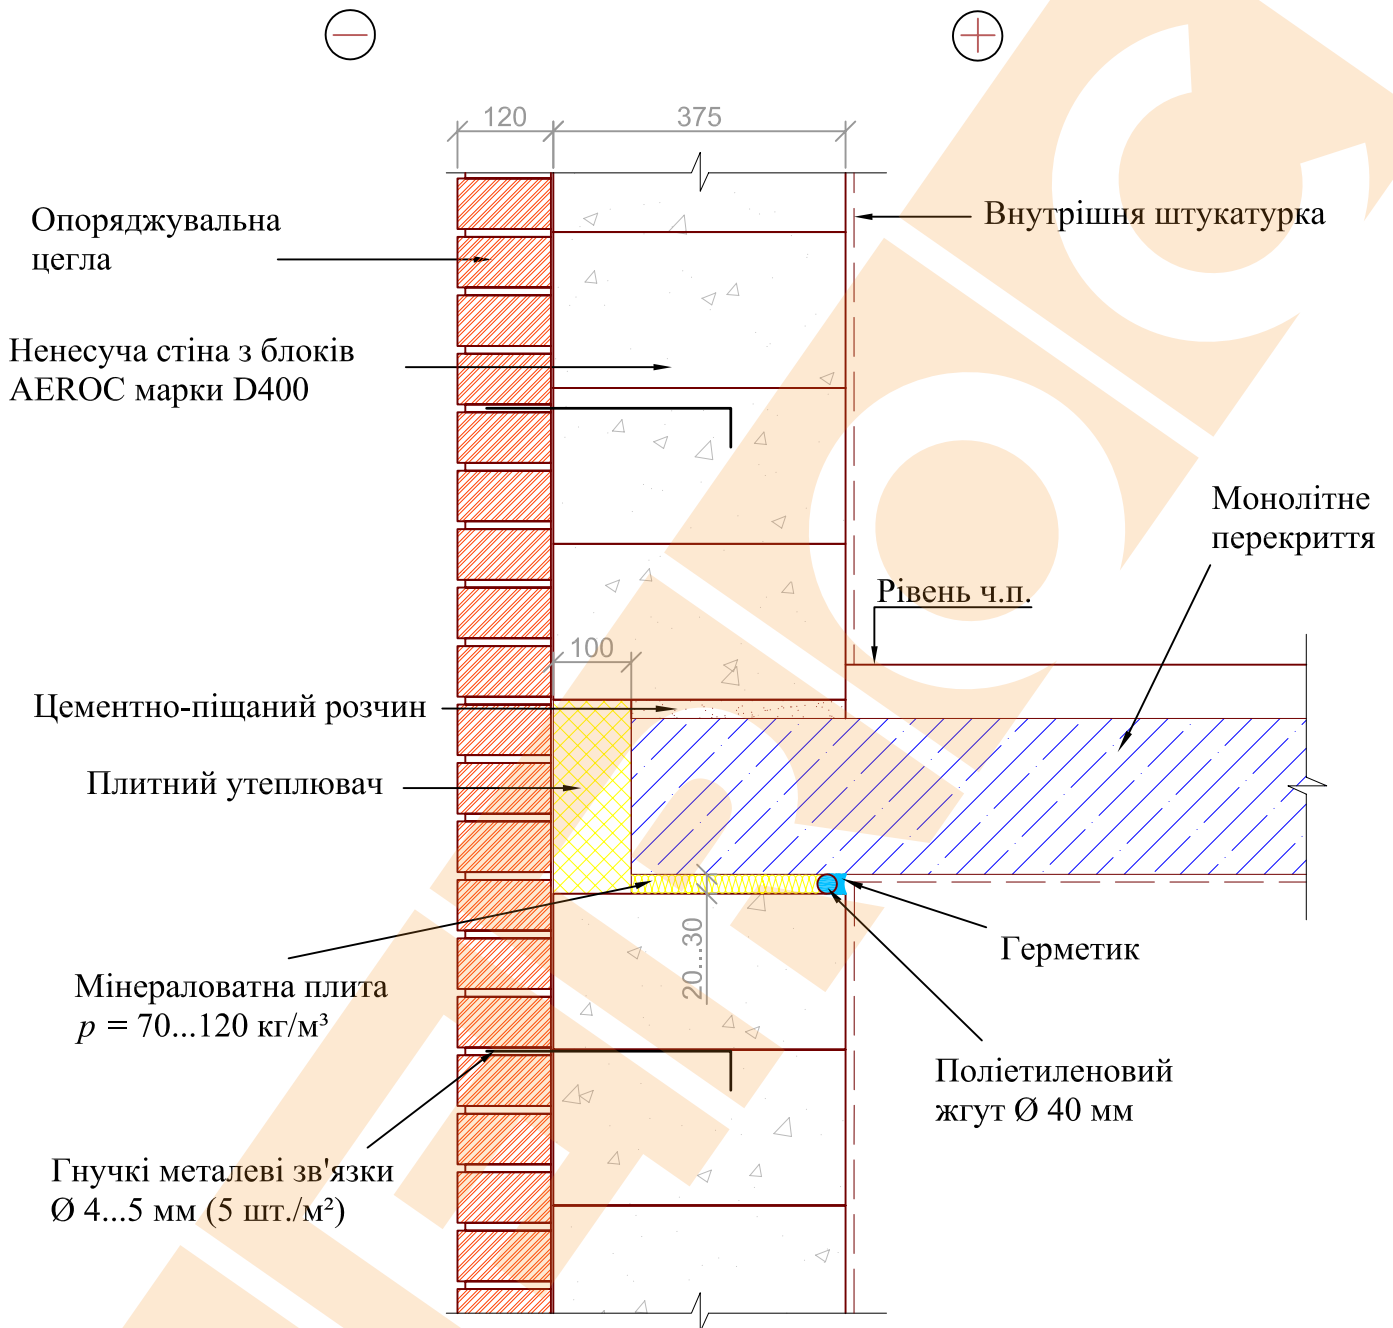 120
375
Опоряджувальна
цегла
Внутрішня штукатурка
Ненесуча стіна з блоків
AEROC марки D400
Монолітне
перекриття
Рівень ч.п.
100
Цементно-піщаний розчин
Плитний утеплювач
20...30
Герметик
Мінераловатна плита
p = 70...120 кг/м³
Поліетиленовий
жгут Ø 40 мм
Гнучкі металеві зв'язки
Ø 4...5 мм (5 шт./м²)
AEROC